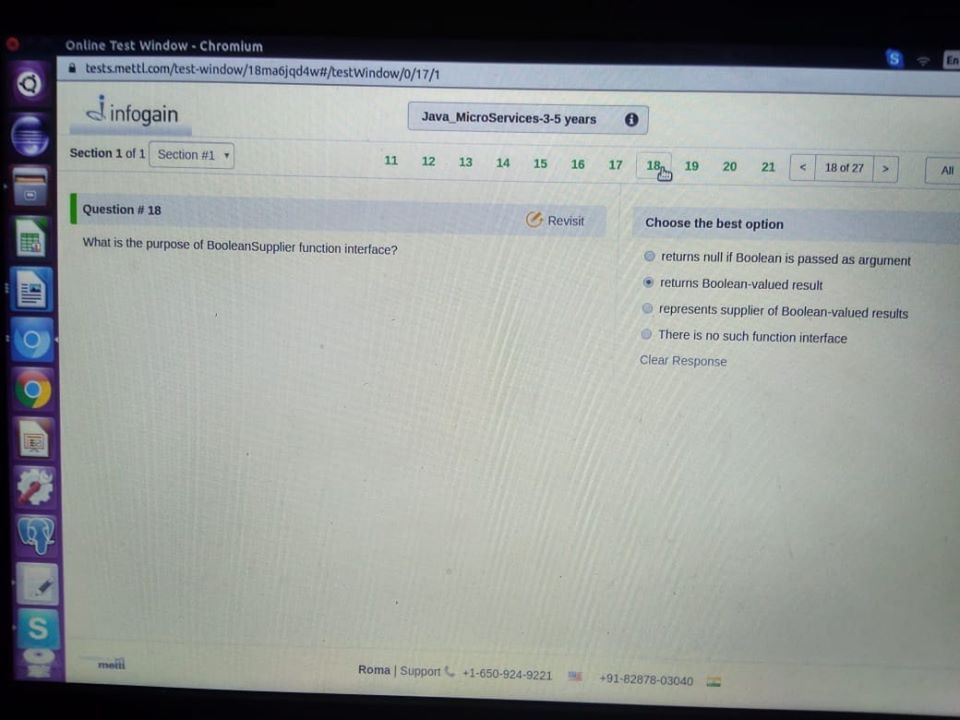 Online Test Window - Chromium
tests.mettl.com/test-window/18ma6jqd4w#/testWindow/0/17/1
En
infogain
Java_MicroServices-3-5 years
Section 1 of 1 Section #1
11 12 13 14 15 16 17 18 19 20 21 < 18 of 27 > All
Question # 18
Revisit
What is the purpose of BooleanSupplier function interface?
Choose the best option
returns null if Boolean is passed as argument
returns Boolean-valued result
represents supplier of Boolean-valued results
There is no such function interface
Clear Response
mettl
Roma | Support +1-650-924-9221 +91-82878-03040